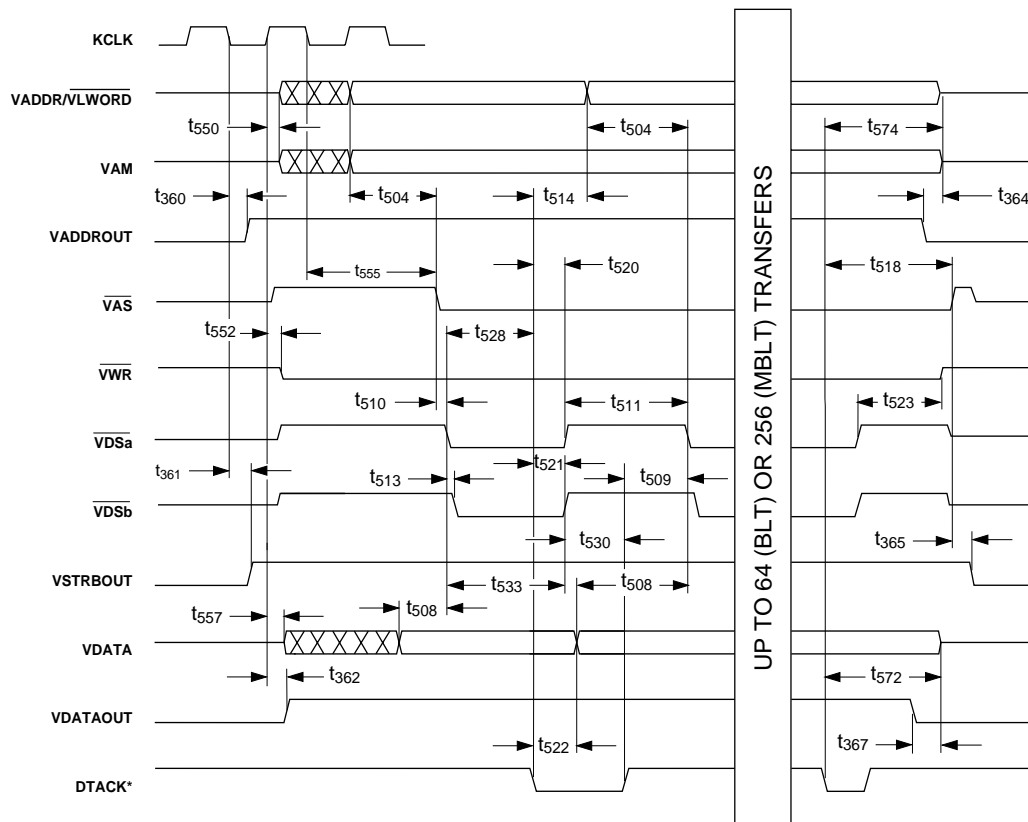 KCLK
VADDR/VLWORD
t550
t504
t574
VAM
t360
t504
t514
t364
VADDROUT
t555
t520
t518
VAS
t552
t528
VWR
t510
t511
t523
VDSa
t361
t513
t521
t509
VDSb
t530
t365
VSTRBOUT
t533
t508
t557
t508
VDATA
t362
t572
VDATAOUT
t522
t367
DTACK*
UP TO 64 (BLT) OR 256 (MBLT) TRANSFERS